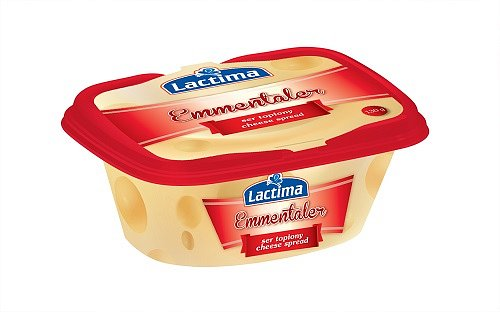 Lactima
Emmentaler
ser topiony
cheese spread
Lactima
Emmentaler
ser topiony
cheese spread